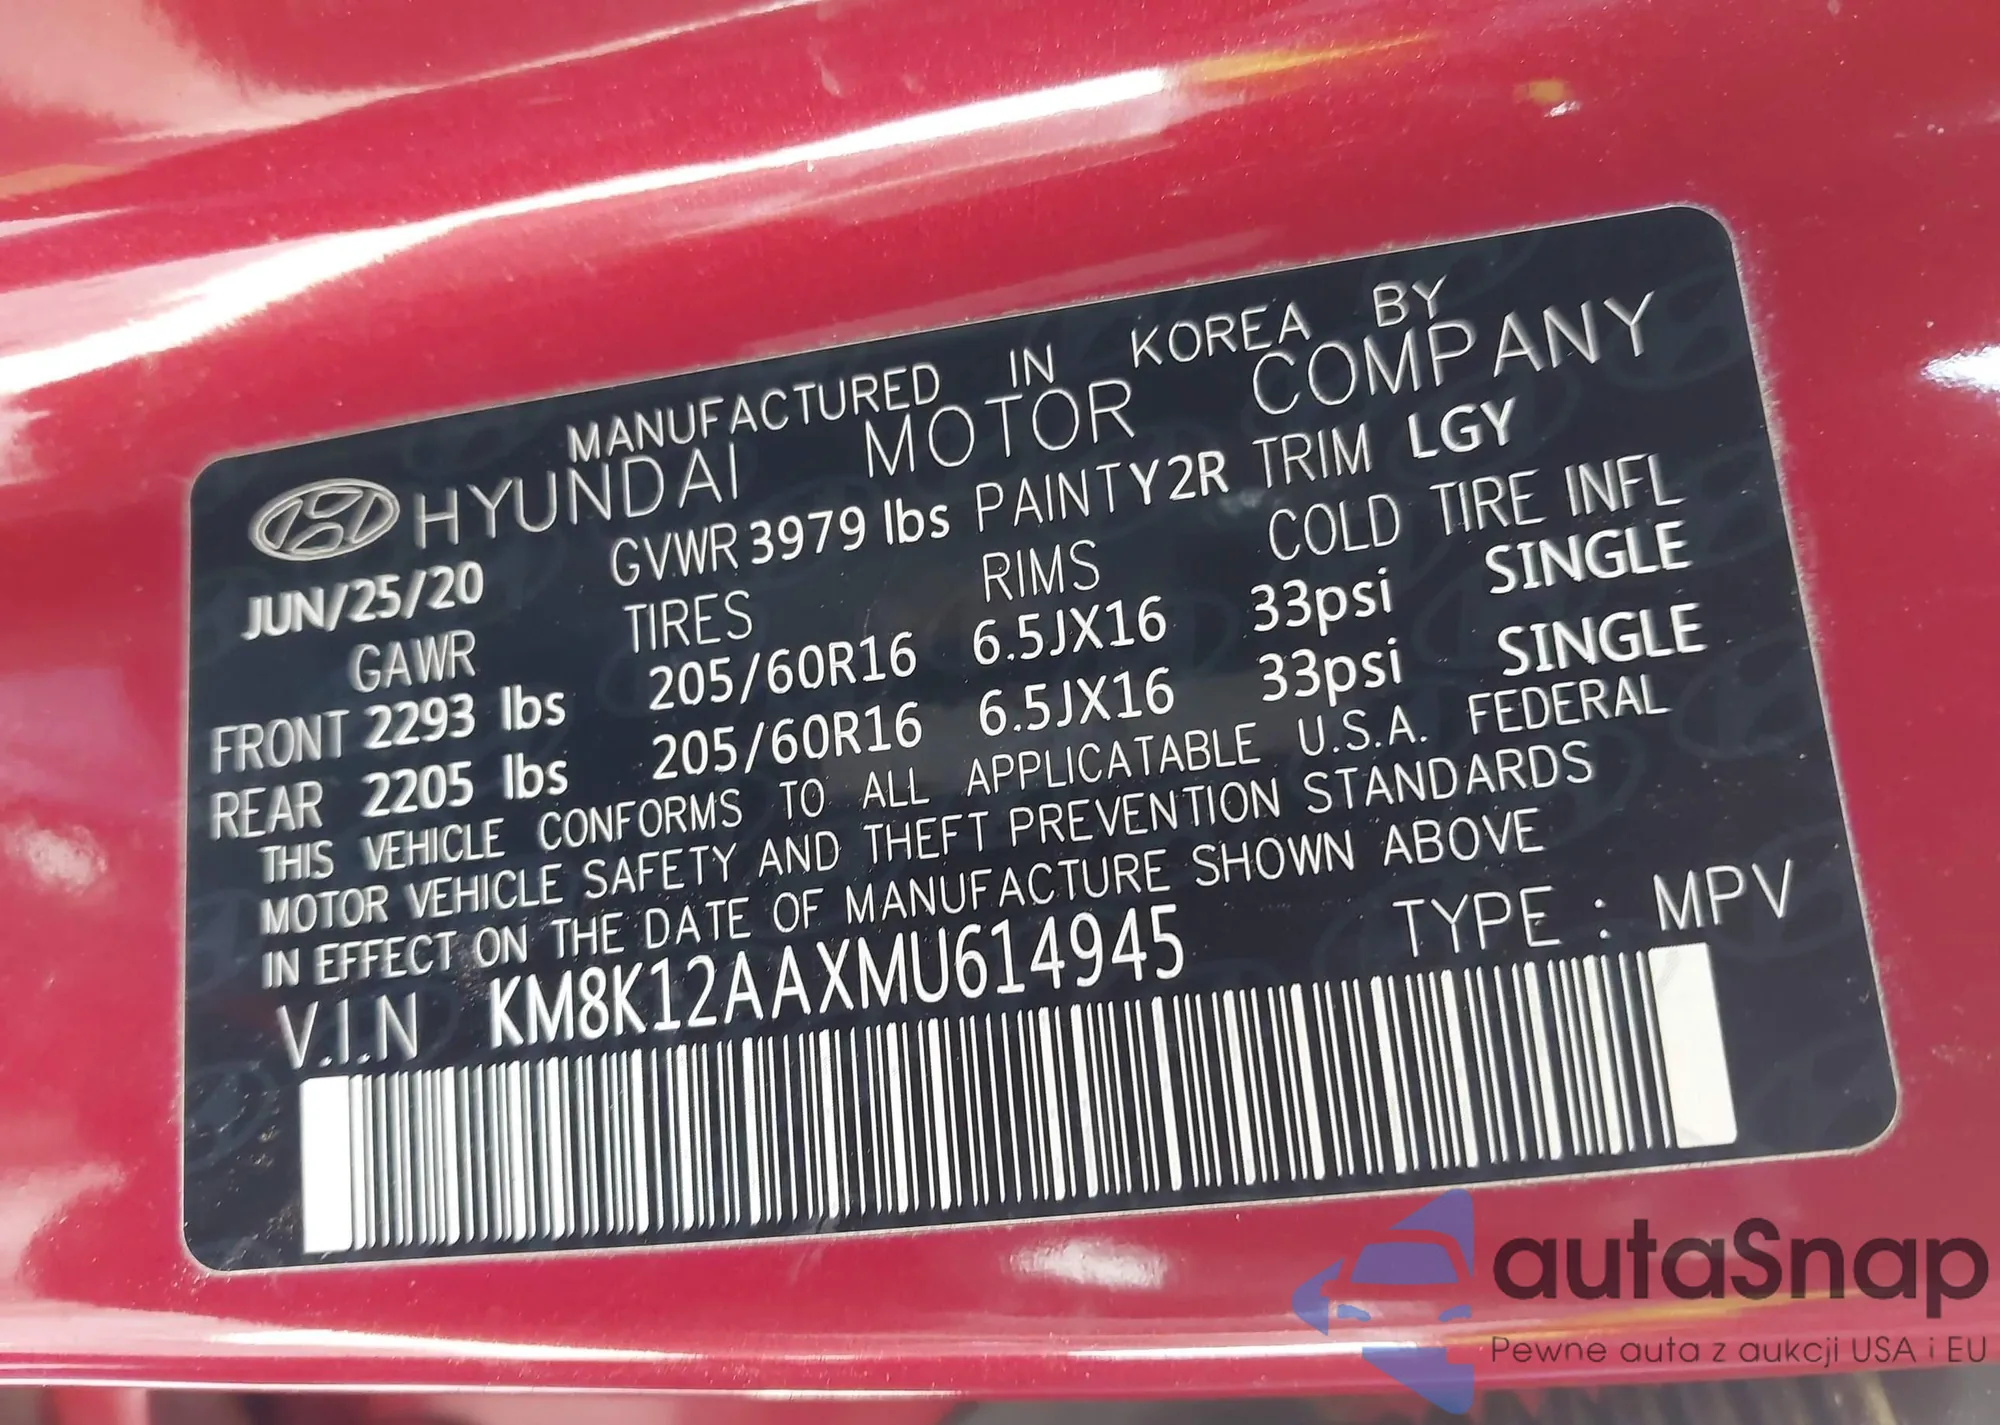 MANUFACTURED IN KOREA BY
HYUNDAI MOTOR COMPANY
JUN/25/20 GVWR 3979 lbs PAINT Y2R TRIM LGY
GAWR TIRES RIMS COLD TIRE INFL
FRONT 2293 lbs 205/60R16 6.5JX16 33psi SINGLE
REAR 2205 lbs 205/60R16 6.5JX16 33psi SINGLE
THIS VEHICLE CONFORMS TO ALL APPLICATABLE U.S.A. FEDERAL
MOTOR VEHICLE SAFETY AND THEFT PREVENTION STANDARDS
IN EFFECT ON THE DATE OF MANUFACTURE SHOWN ABOVE
V.I.N KM8K12AAXMU614945 TYPE : MPV
autaSnap
Pewne auta z aukcji USA i EU